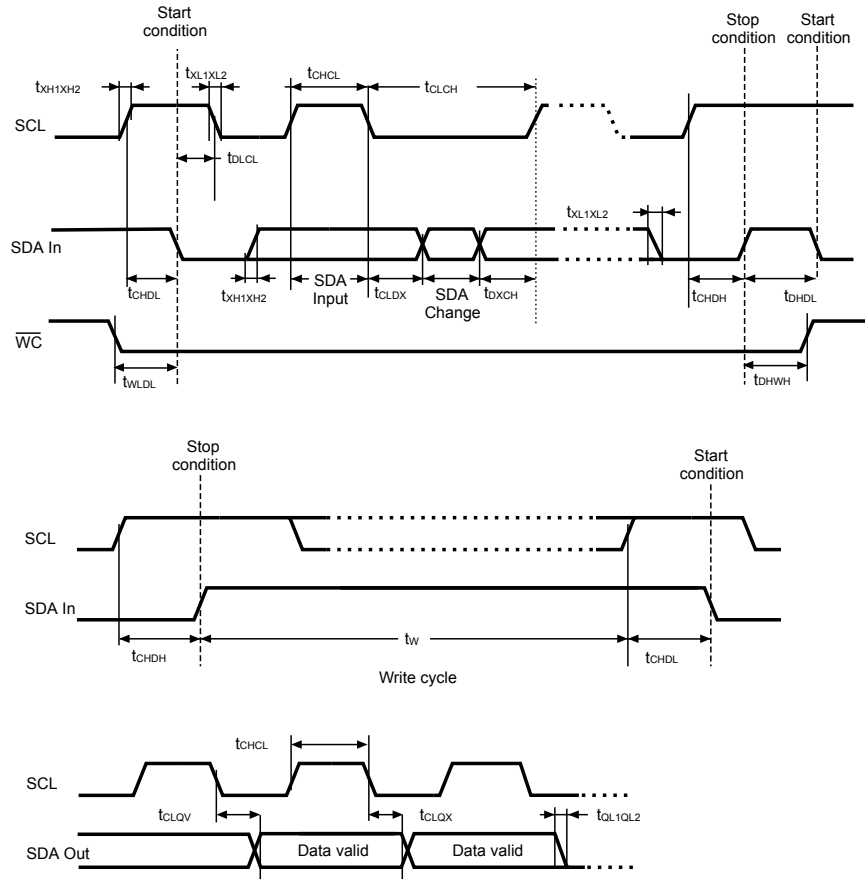 Start
condition
Stop
condition
Start
condition
tXH1XH2
tXL1XL2
tCHCL
tCLCH
SCL
tDLCL
tXL1XL2
SDA In
tCHDL
tXH1XH2
SDA
Input
tCLDX
SDA
Change
tDXCH
tCHDH
tDHDL
WC
tWLDL
tDHWH
Stop
condition
Start
condition
SCL
SDA In
tCHDH
tW
tCHDL
Write cycle
tCHCL
SCL
tCLQV
tCLQX
tQL1QL2
SDA Out
Data valid
Data valid